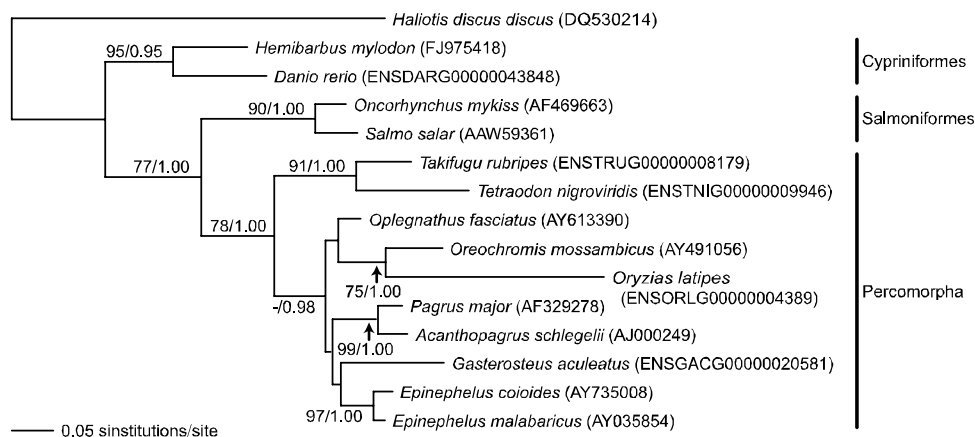 Haliotis discus discus (DQ530214)
95/0.95
Hemibarbus mylodon (FJ975418)
Danio rerio (ENSDARG00000043848)
Cypriniformes
90/1.00
Oncorhynchus mykiss (AF469663)
Salmo salar (AAW59361)
Salmoniformes
77/1.00
91/1.00
Takifugu rubripes (ENSTRUG00000008179)
Tetraodon nigroviridis (ENSTNIG00000009946)
78/1.00
Oplegnathus fasciatus (AY613390)
Oreochromis mossambicus (AY491056)
Oryzias latipes
(ENSORLG00000004389)
75/1.00
Percomorpha
-/0.98
Pagrus major (AF329278)
Acanthopagrus schlegelii (AJ000249)
99/1.00
Gasterosteus aculeatus (ENSGACG00000020581)
Epinephelus coioides (AY735008)
97/1.00
Epinephelus malabaricus (AY035854)
0.05 sinstitutions/site